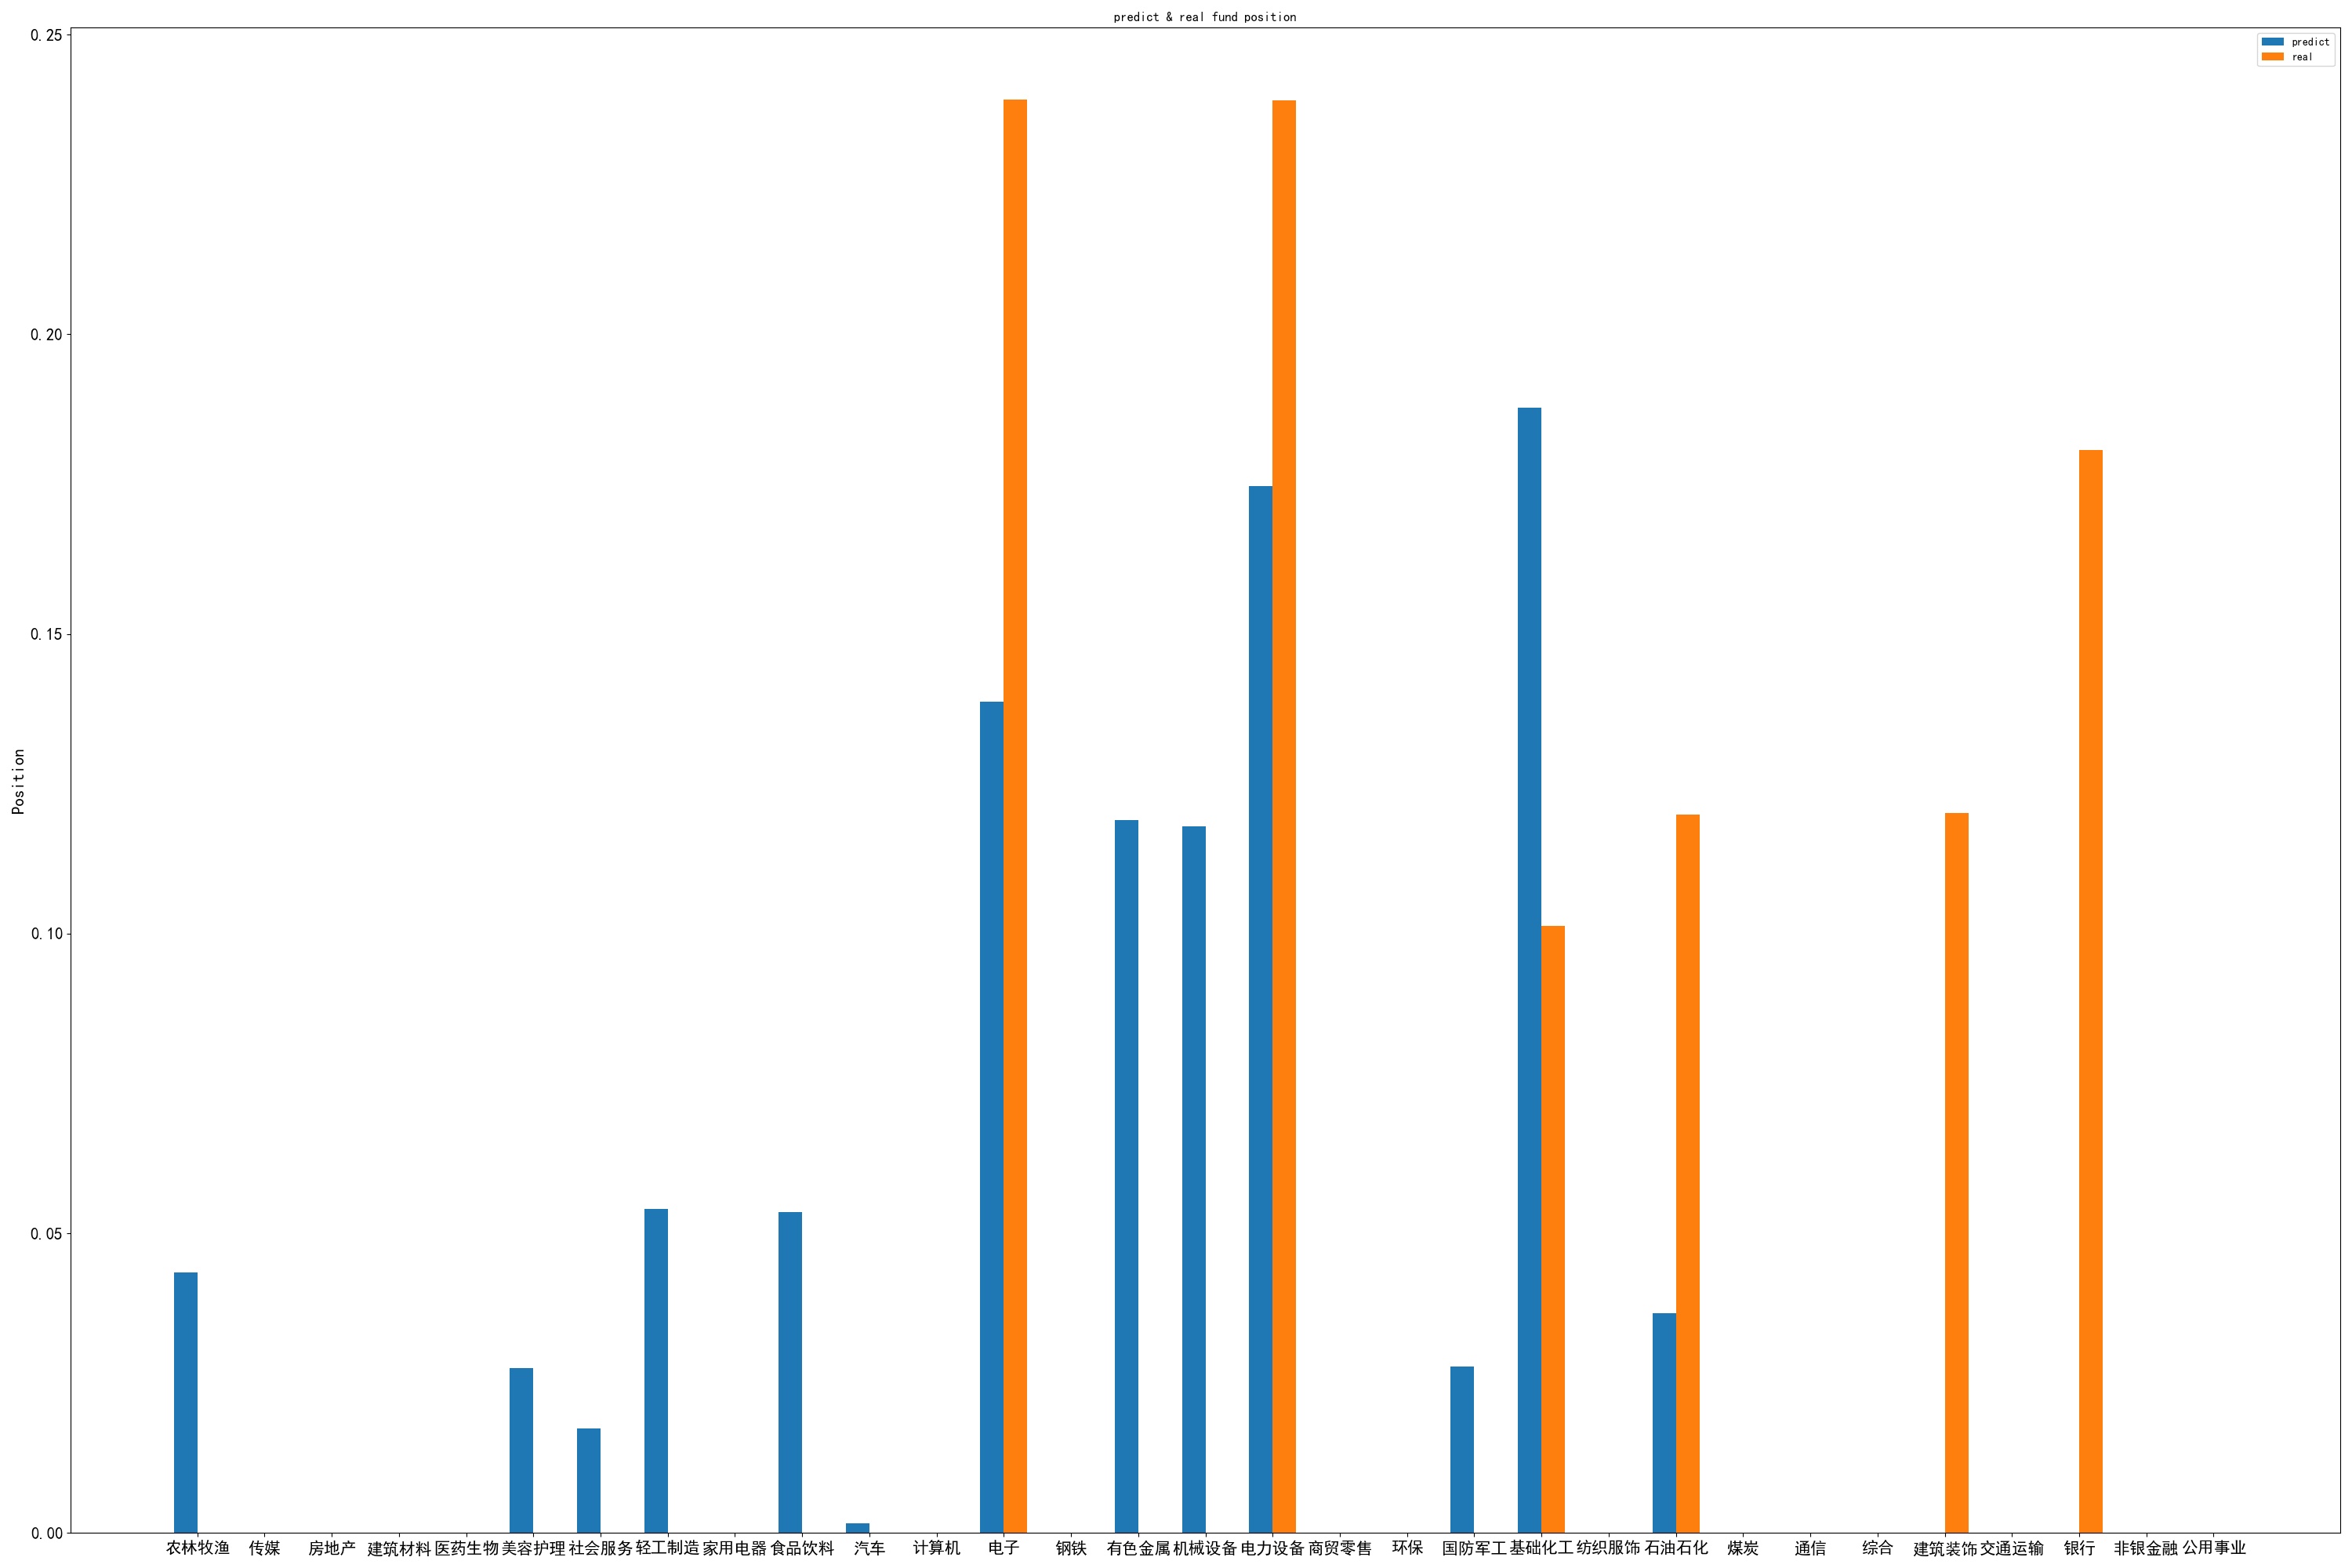 predict & real fund position
predict
real
0.25
0.20
0.15
0.10
0.05
0.00
Position
农林牧渔 传媒 房地产 建筑材料 医药生物 美容护理 社会服务 轻工制造 家用电器 食品饮料 汽车 计算机 电子 钢铁 有色金属 机械设备 电力设备 商贸零售 环保 国防军工 基础化工 纺织服饰 石油石化 煤炭 通信 综合 建筑装饰 交通运输 银行 非银金融 公用事业